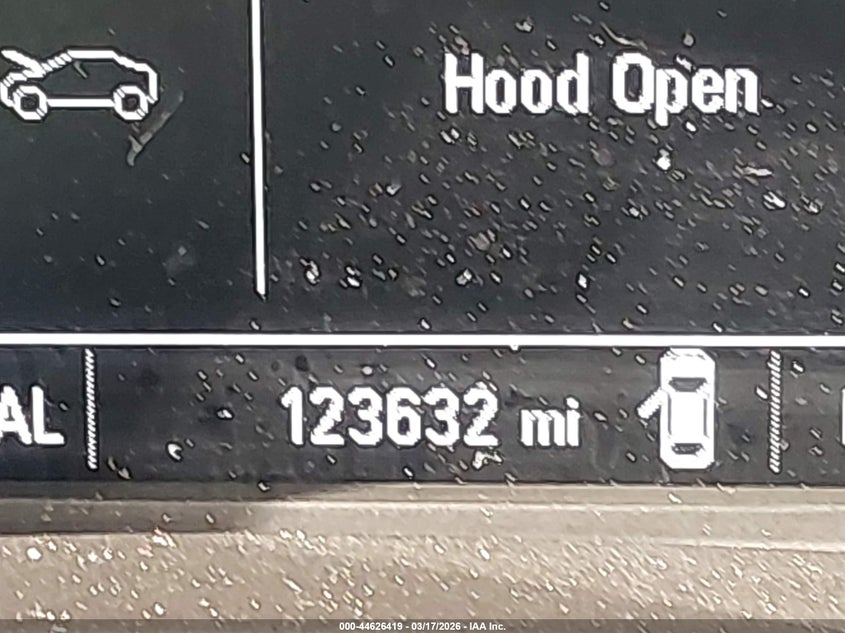 Hood Open
AL
123632 mi
000-44626419 - 03/17/2026 - IAA Inc.